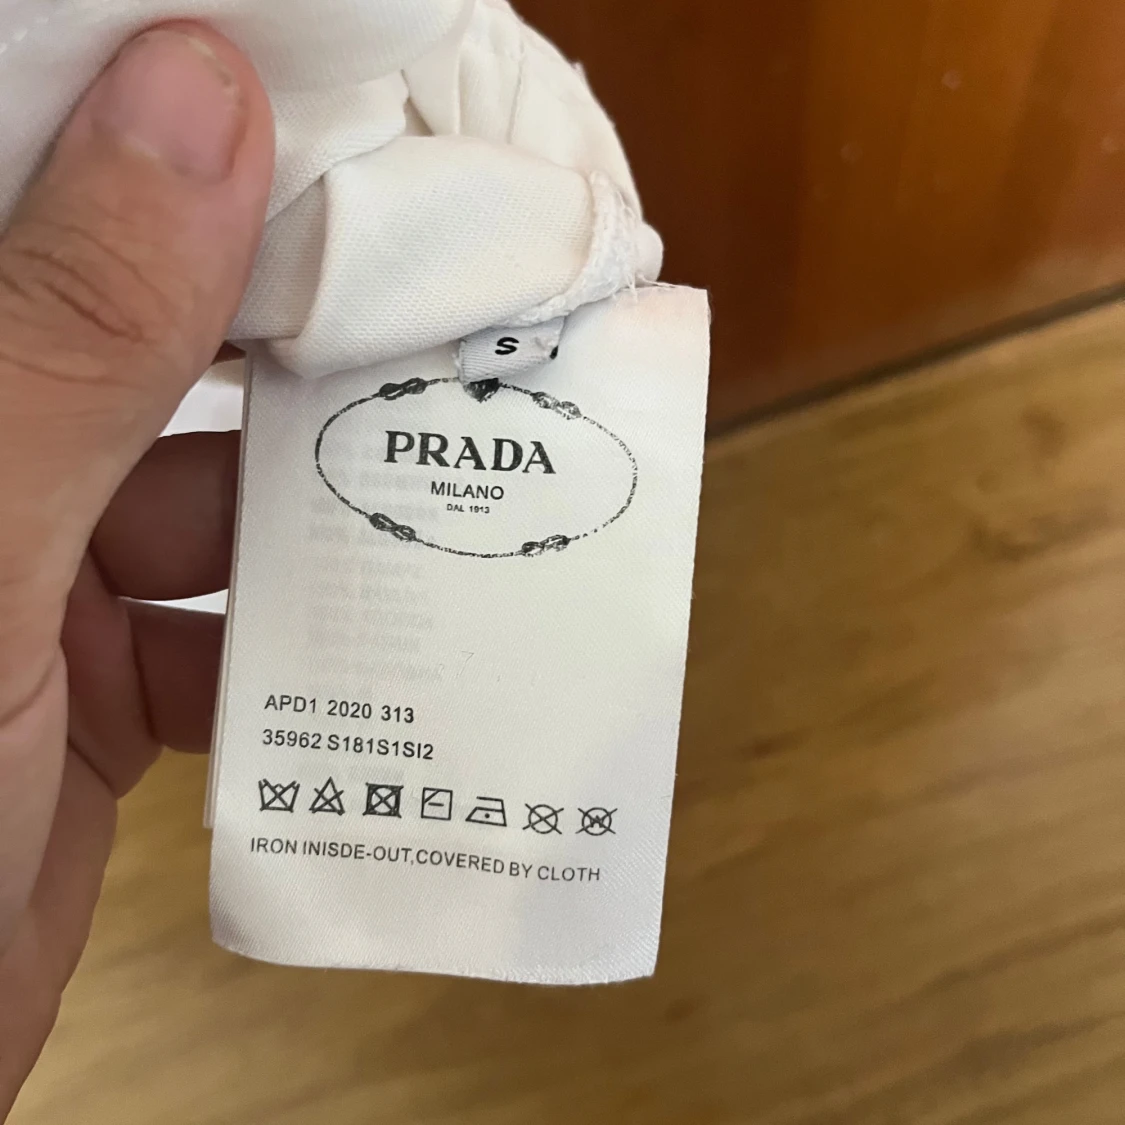 S
PRADA
MILANO
DAL 1913
APD1 2020 313
35962 S181S1SI2
IRON INISDE-OUT,COVERED BY CLOTH